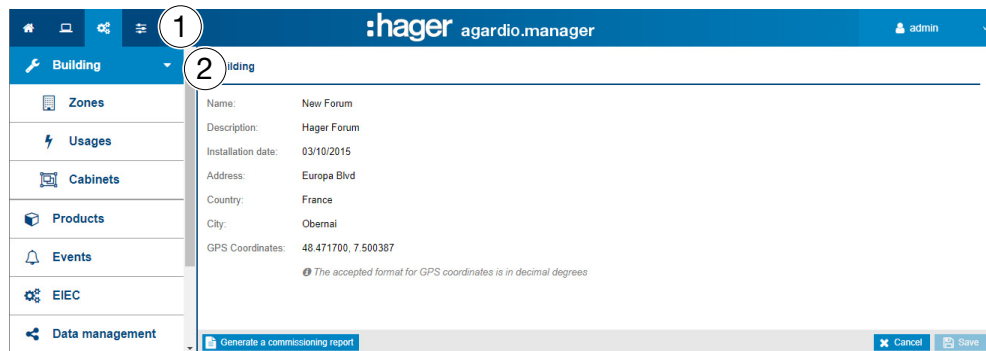 1
:hager agardio.manager
admin
Building
2
ilding
Zones
Usages
Cabinets
Products
Events
EIEC
Data management
Name: New Forum
Description: Hager Forum
Installation date: 03/10/2015
Address: Europa Blvd
Country: France
City: Obernai
GPS Coordinates: 48.471700, 7.500387
The accepted format for GPS coordinates is in decimal degrees
Generate a commissioning report
Cancel
Save